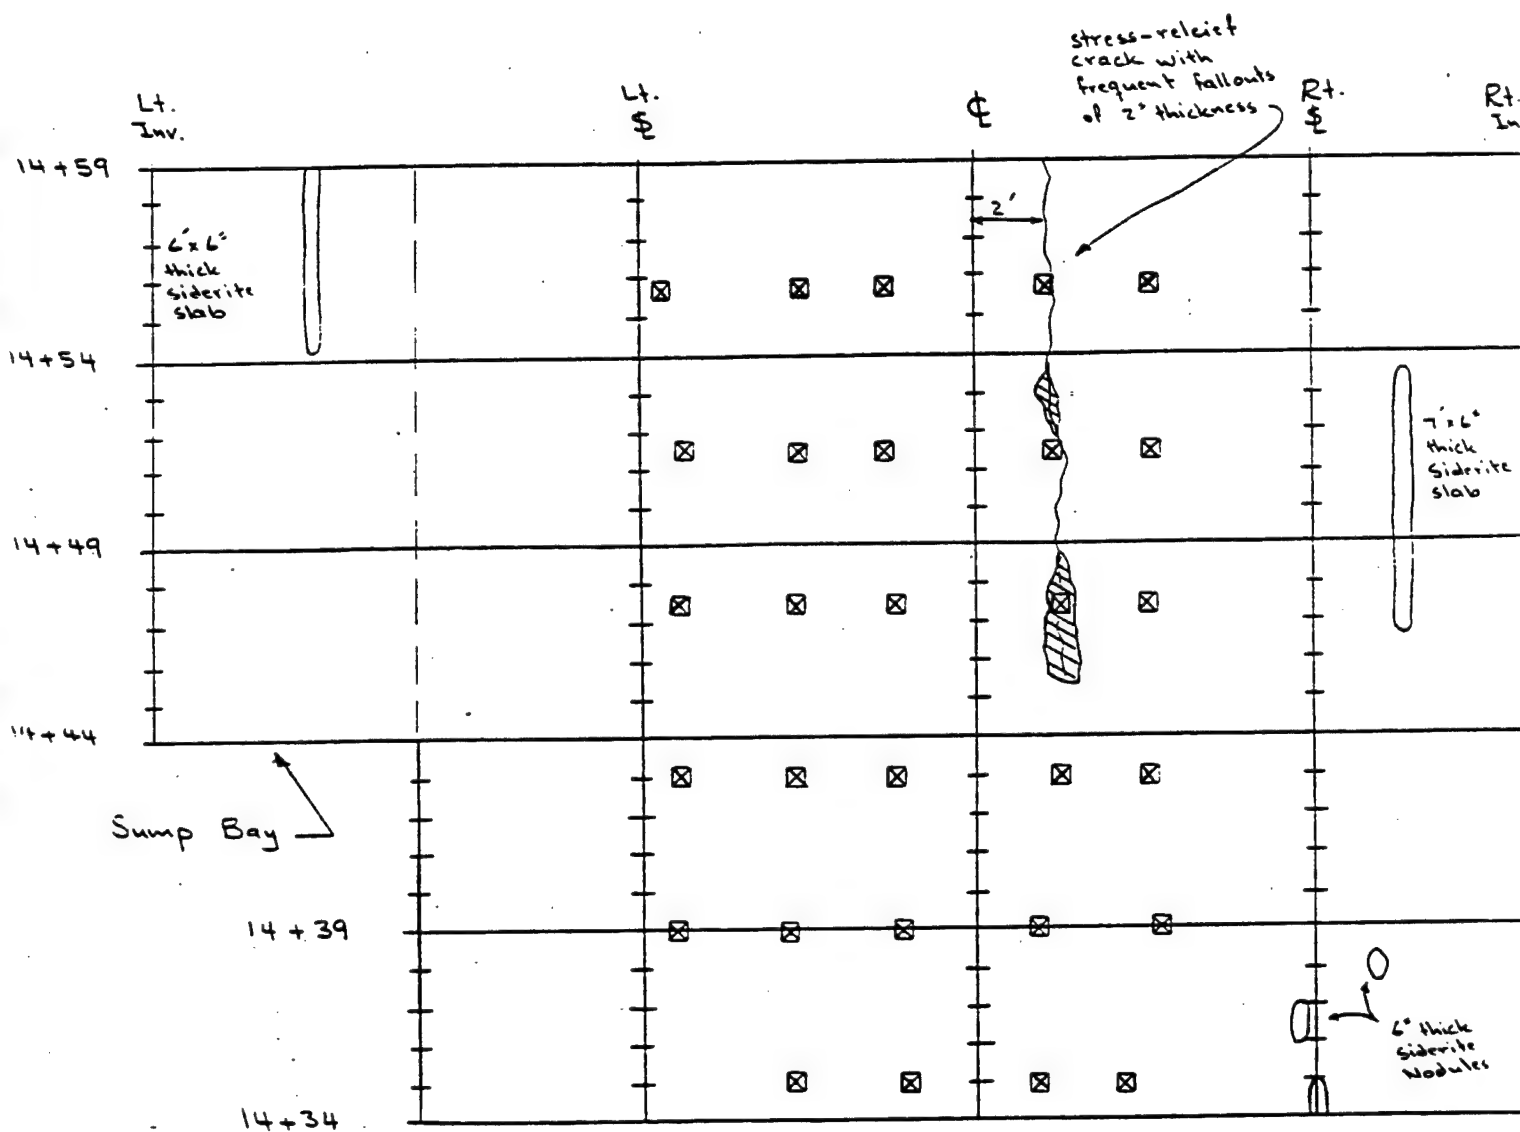 stress-releief
crack with
frequent fallouts
of 2" thickness
Lt.
Inv.
Lt.
℄
Rt.
Rt.
14+59
2'
6'x6"
thick
siderite
slab
14+54
7'x6"
thick
Siderite
slab
14+49
14+44
Sump Bay
14+39
6" thick
Siderite
Nodules
14+34